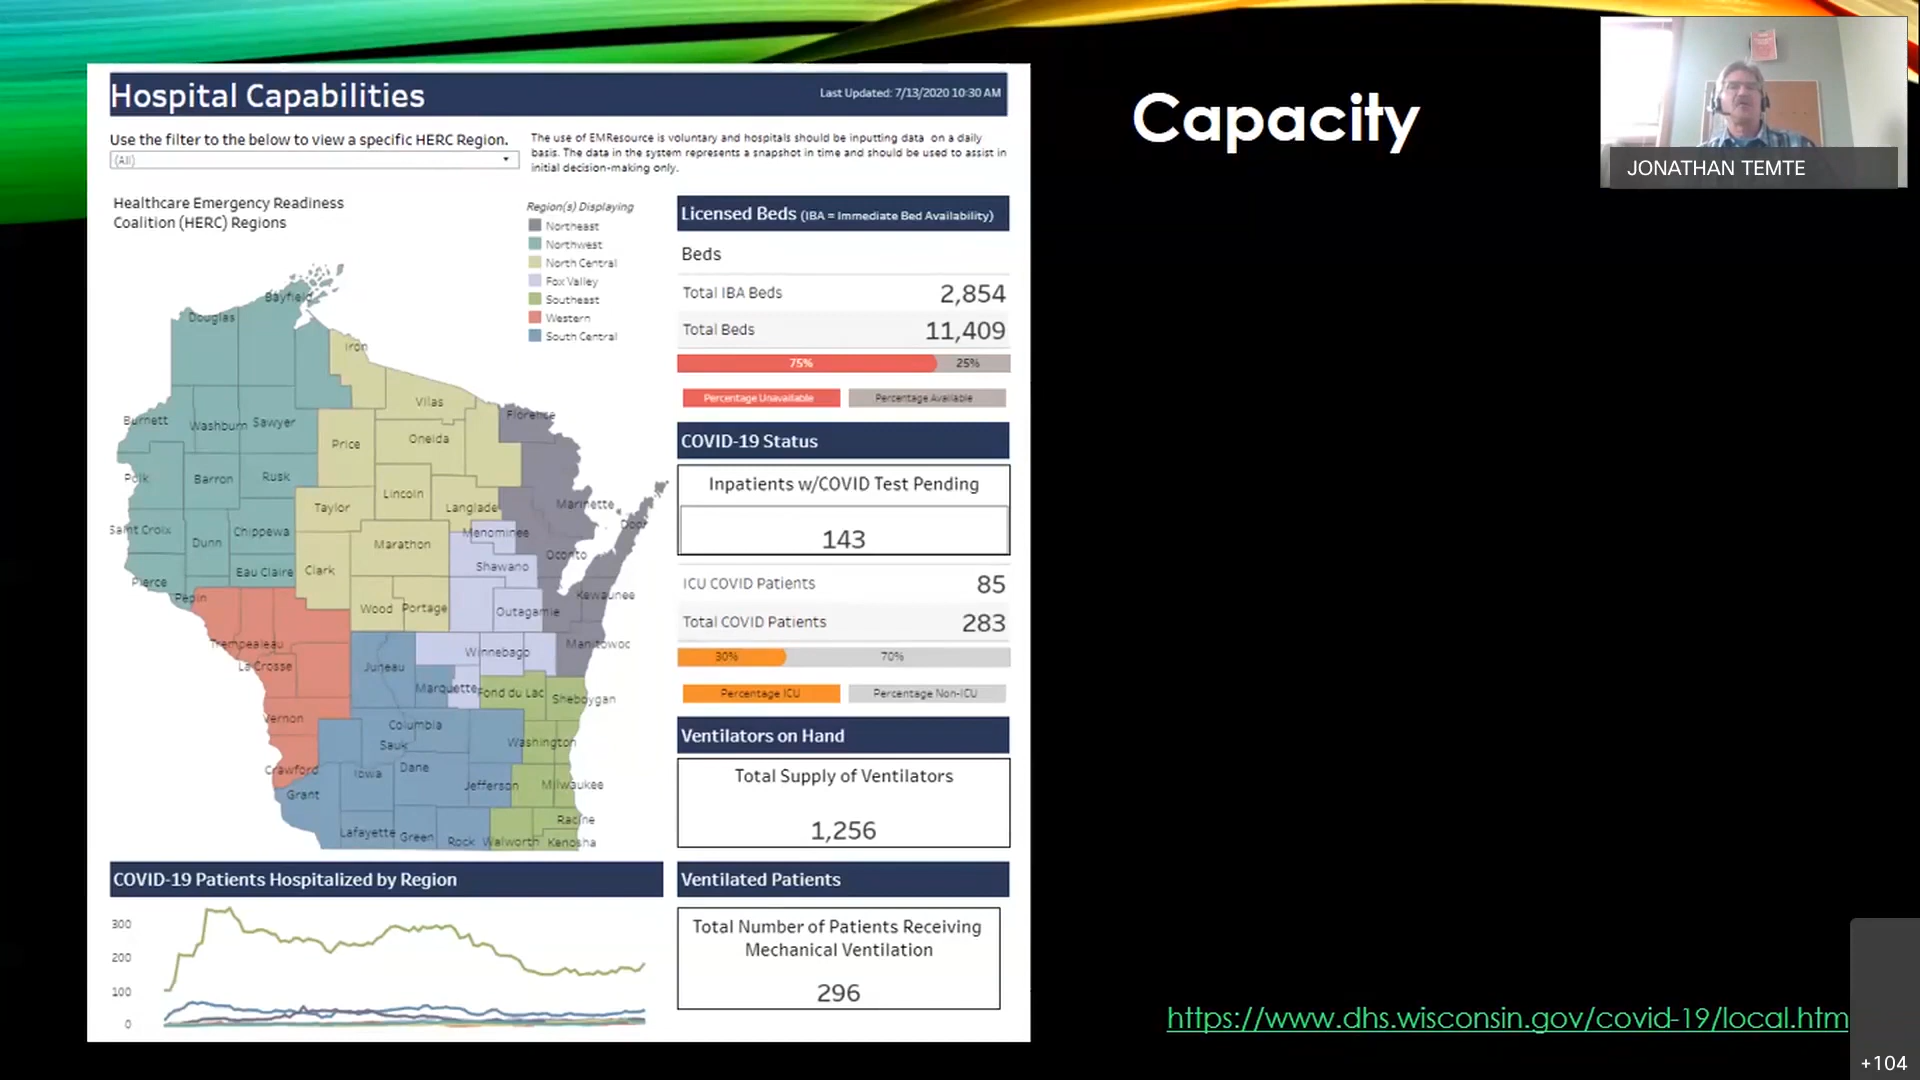 Hospital Capabilities
Last Updated: 7/13/2020 10:30 AM
Use the filter to the below to view a specific HERC Region.
(All)
The use of EMResource is voluntary and hospitals should be inputting data on a daily
basis. The data in the system represents a snapshot in time and should be used to assist in
initial decision-making only.
Healthcare Emergency Readiness
Coalition (HERC) Regions
Region(s) Displaying
Northeast
Northwest
North Central
Fox Valley
Southeast
Western
South Central
Bayfield
Douglas
Iron
Vilas
Florence
Burnett
Washburn
Sawyer
Price
Oneida
Polk
Barron
Rusk
Lincoln
Taylor
Langlade
Marinette
Door
Saint Croix
Chippewa
Menominee
Dunn
Marathon
Oconto
Eau Claire
Clark
Shawano
Pierce
Pepin
Kewaunee
Wood
Portage
Outagamie
Trempealeau
Manitowoc
Winnebago
La Crosse
Juneau
Marquette
Fond du Lac
Sheboygan
Vernon
Columbia
Sauk
Washington
Crawford
Iowa
Dane
Jefferson
Milwaukee
Grant
Racine
Lafayette
Green
Rock
Walworth
Kenosha
Licensed Beds (IBA = Immediate Bed Availability)
Beds
Total IBA Beds 2,854
Total Beds 11,409
75% 25%
Percentage Unavailable Percentage Available
COVID-19 Status
Inpatients w/COVID Test Pending
143
ICU COVID Patients 85
Total COVID Patients 283
30% 70%
Percentage ICU Percentage Non-ICU
Ventilators on Hand
Total Supply of Ventilators
1,256
COVID-19 Patients Hospitalized by Region
300
200
100
0
Ventilated Patients
Total Number of Patients Receiving
Mechanical Ventilation
296
Capacity
JONATHAN TEMTE
https://www.dhs.wisconsin.gov/covid-19/local.htm
+104